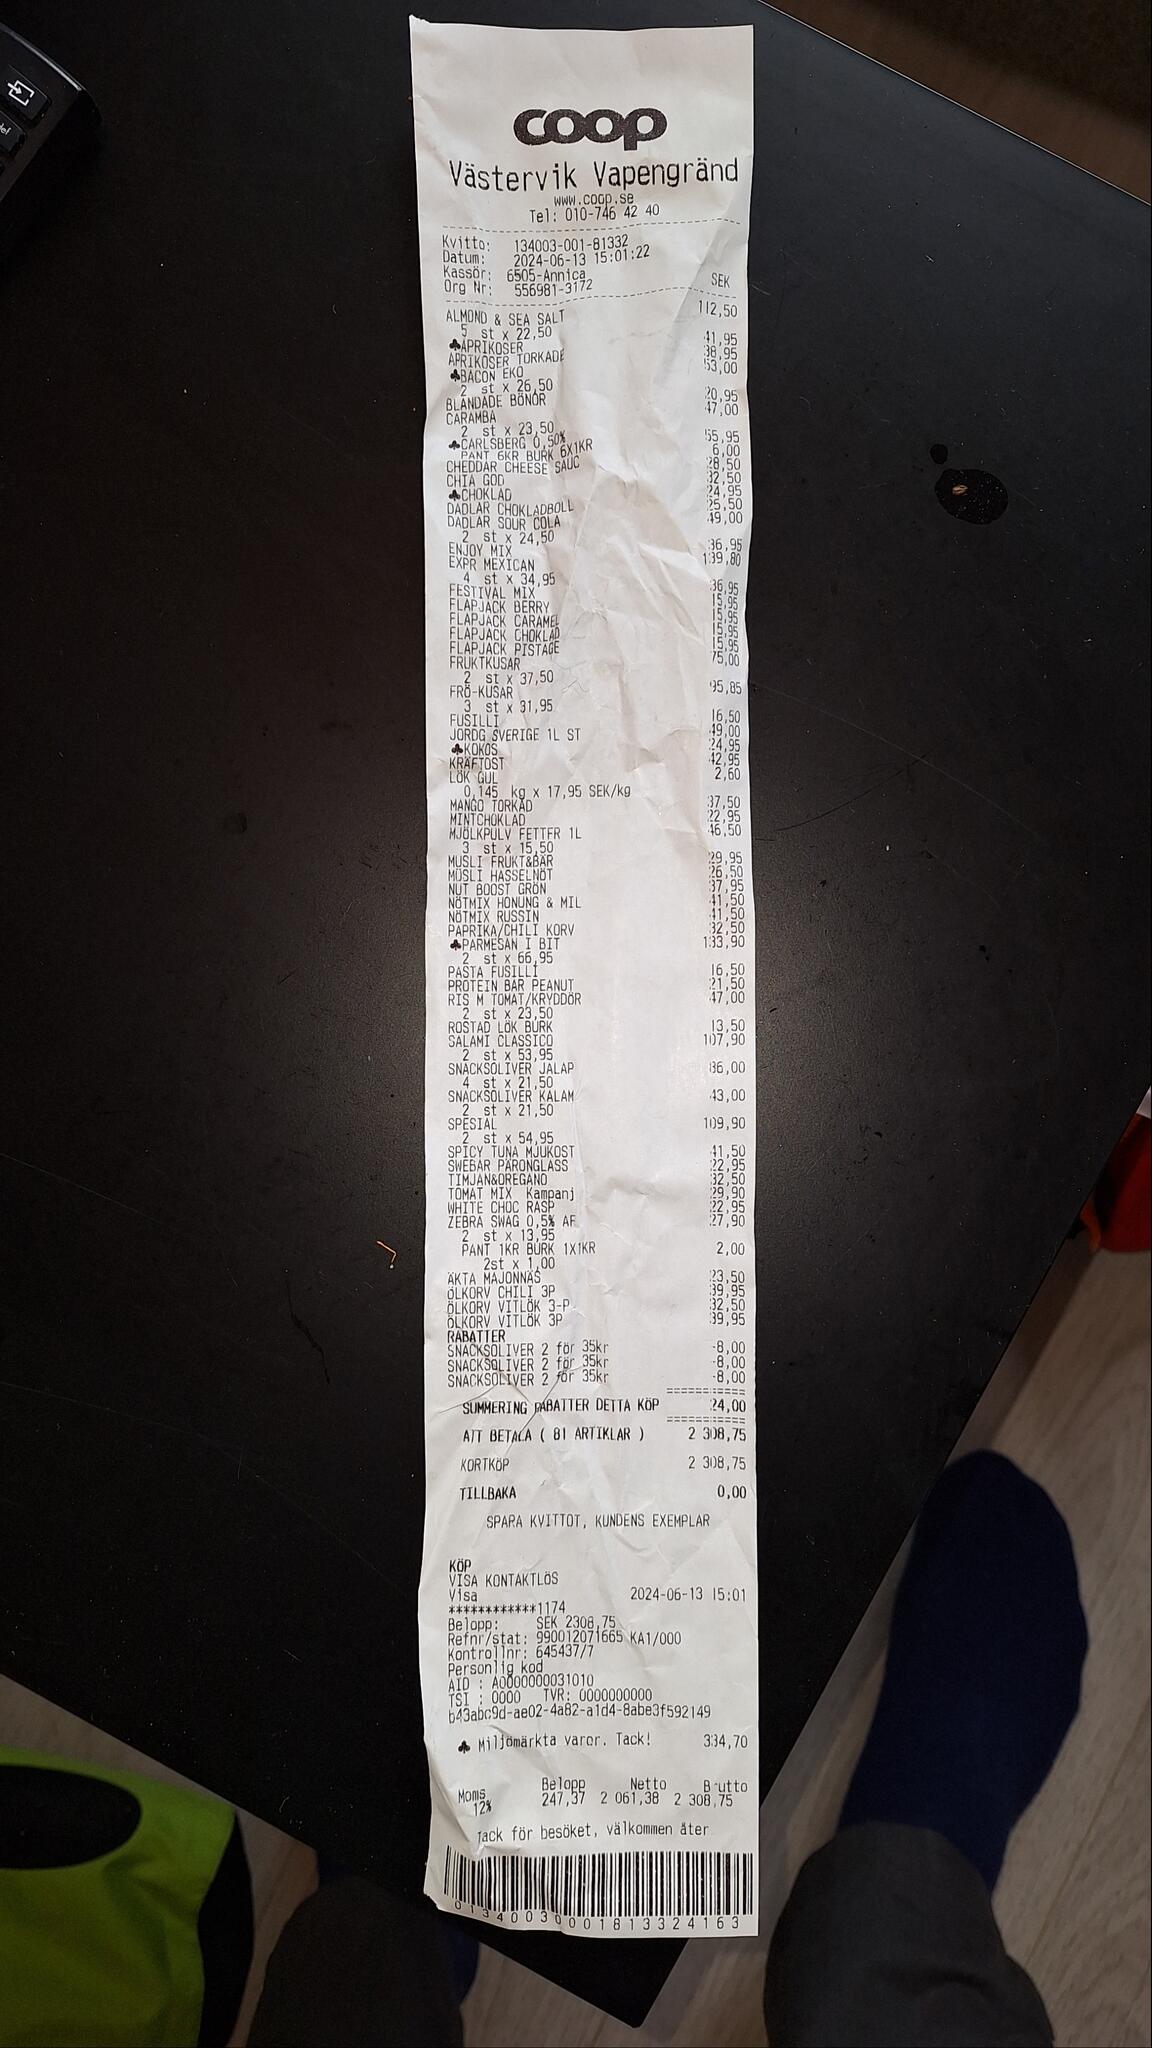 coop
Västervik Vapengränd
www.coop.se
Tel: 010-746 42 40
Kvitto: 134003-001-81332
Datum: 2024-06-13 15:01:22
Kassör: 6505-Annica
Org Nr: 556981-3172
SEK
ALMOND & SEA SALT 112,50
5 st x 22,50
♣APRIKOSER 41,95
APRIKOSER TORKADE 38,95
♣BACON EKO 53,00
2 st x 26,50
BLANDADE BÖNOR 20,95
CARAMBA 47,00
2 st x 23,50
♣CARLSBERG 0,50% 55,95
PANT 6KR BURK 6X1KR 6,00
CHEDDAR CHEESE SAUC 28,50
CHIA GOD 32,50
♣CHOKLAD 24,95
DADLAR CHOKLADBOLL 25,50
DADLAR SOUR COLA 49,00
2 st x 24,50
ENJOY MIX 36,95
EXPR MEXICAN 139,80
4 st x 34,95
FESTIVAL MIX 36,95
FLAPJACK BERRY 15,95
FLAPJACK CARAMEL 15,95
FLAPJACK CHOKLAD 15,95
FLAPJACK PISTAGE 15,95
FRUKTKUSAR 75,00
2 st x 37,50
FRÖ-KUSAR 95,85
3 st x 31,95
FUSILLI 16,50
JORDG SVERIGE 1L ST 49,00
♣KOKOS 24,95
KRÄFTOST 42,95
LÖK GUL 2,60
0,145 kg x 17,95 SEK/kg
MANGO TORKAD 37,50
MINTCHOKLAD 22,95
MJÖLKPULV FETTFR 1L 46,50
3 st x 15,50
MUSLI FRUKT&BÄR 29,95
MÜSLI HASSELNÖT 26,50
NUT BOOST GRÖN 37,95
NÖTMIX HONUNG & MIL 41,50
NÖTMIX RUSSIN 41,50
PAPRIKA/CHILI KORV 32,50
♣PARMESAN I BIT 133,90
2 st x 66,95
PASTA FUSILLI 16,50
PROTEIN BAR PEANUT 21,50
RIS M TOMAT/KRYDDÖR 47,00
2 st x 23,50
ROSTAD LÖK BURK 13,50
SALAMI CLASSICO 107,90
2 st x 53,95
SNACKSOLIVER JALAP 86,00
4 st x 21,50
SNACKSOLIVER KALAM 43,00
2 st x 21,50
SPESIAL 109,90
2 st x 54,95
SPICY TUNA MJUKOST 41,50
SWEBAR PÄRONGLASS 22,95
TIMJAN&OREGANO 32,50
TOMAT MIX Kampanj 29,90
WHITE CHOC RASP 22,95
ZEBRA SWAG 0,5% AF 27,90
2 st x 13,95
PANT 1KR BURK 1X1KR 2,00
2st x 1,00
ÄKTA MAJONNÄS 23,50
ÖLKORV CHILI 3P 39,95
ÖLKORV VITLÖK 3-P 32,50
ÖLKORV VITLÖK 3P 39,95
RABATTER
SNACKSOLIVER 2 för 35kr -8,00
SNACKSOLIVER 2 för 35kr -8,00
SNACKSOLIVER 2 för 35kr -8,00
SUMMERING RABATTER DETTA KÖP 24,00
ATT BETALA ( 81 ARTIKLAR ) 2 308,75
KORTKÖP 2 308,75
TILLBAKA 0,00
SPARA KVITTOT, KUNDENS EXEMPLAR
KÖP
VISA KONTAKTLÖS
Visa 2024-06-13 15:01
************1174
Belopp: SEK 2308,75
Refnr/stat: 990012071665 KA1/000
Kontrollnr: 645437/7
Personlig kod
AID : A0000000031010
TSI : 0000 TVR: 0000000000
b43abc9d-ae02-4a82-a1d4-8abe3f592149
♣ Miljömärkta varor. Tack! 334,70
Moms Belopp Netto Brutto
12% 247,37 2 061,38 2 308,75
Tack för besöket, välkommen åter